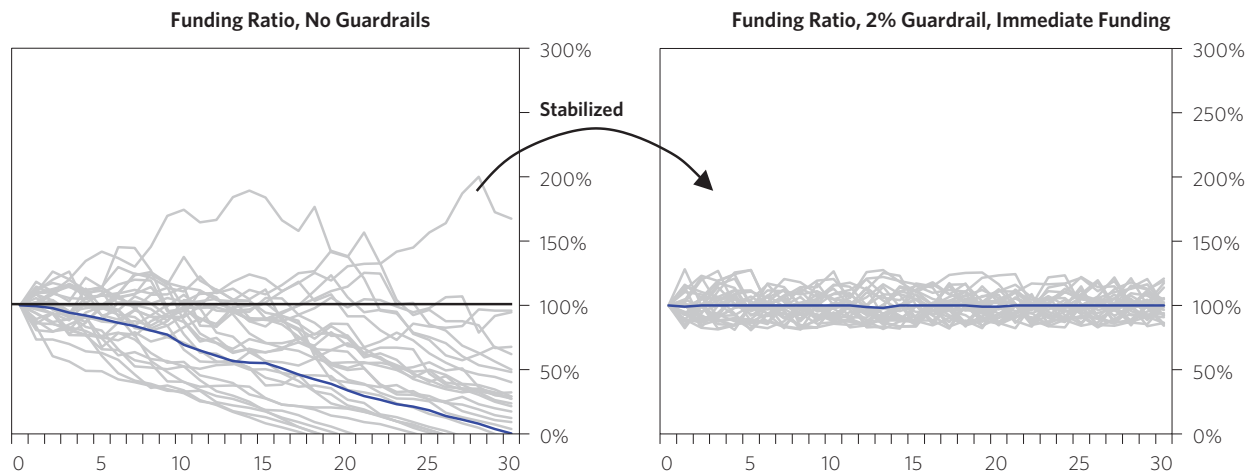 Funding Ratio, No Guardrails
300%
Stabilized
200%
150%
100%
50%
0%
0 5 10 15 20 25 30
Funding Ratio, 2% Guardrail, Immediate Funding
300%
250%
200%
150%
100%
50%
0%
0 5 10 15 20 25 30